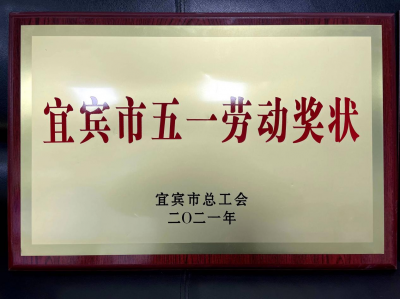 宜宾市五一劳动奖状
宜宾市总工会
二〇二一年